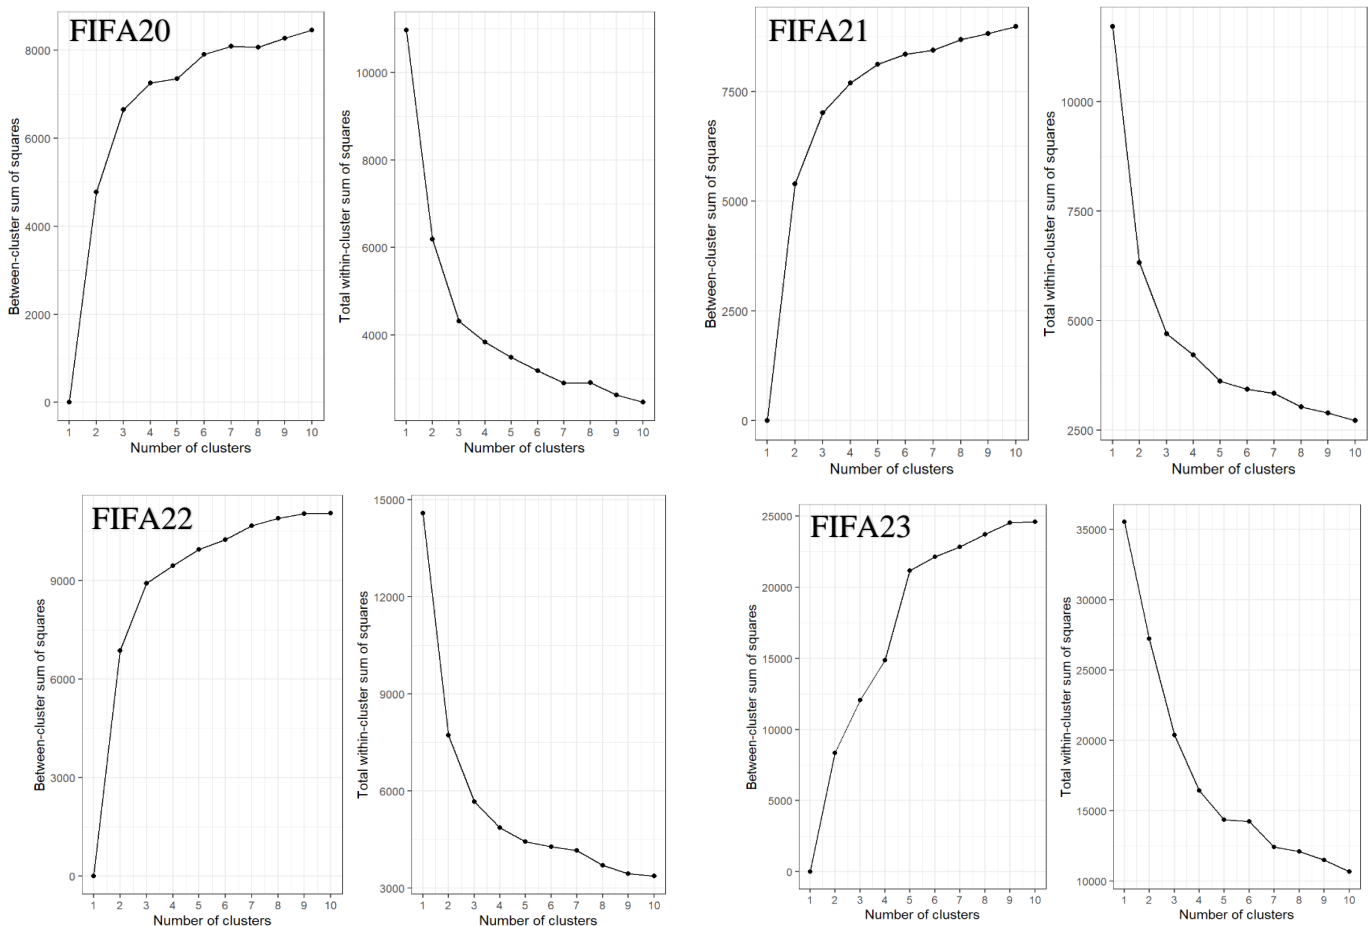 FIFA20
Between-cluster sum of squares
8000
6000
4000
2000
0
1 2 3 4 5 6 7 8 9 10
Number of clusters
Total within-cluster sum of squares
10000
8000
6000
4000
1 2 3 4 5 6 7 8 9 10
Number of clusters
FIFA21
Between-cluster sum of squares
7500
5000
2500
0
1 2 3 4 5 6 7 8 9 10
Number of clusters
Total within-cluster sum of squares
10000
7500
5000
2500
1 2 3 4 5 6 7 8 9 10
Number of clusters
FIFA22
Between-cluster sum of squares
9000
6000
3000
0
1 2 3 4 5 6 7 8 9 10
Number of clusters
Total within-cluster sum of squares
15000
12000
9000
6000
3000
1 2 3 4 5 6 7 8 9 10
Number of clusters
FIFA23
Between-cluster sum of squares
25000
20000
15000
10000
5000
0
1 2 3 4 5 6 7 8 9 10
Number of clusters
Total within-cluster sum of squares
35000
30000
25000
20000
15000
10000
1 2 3 4 5 6 7 8 9 10
Number of clusters